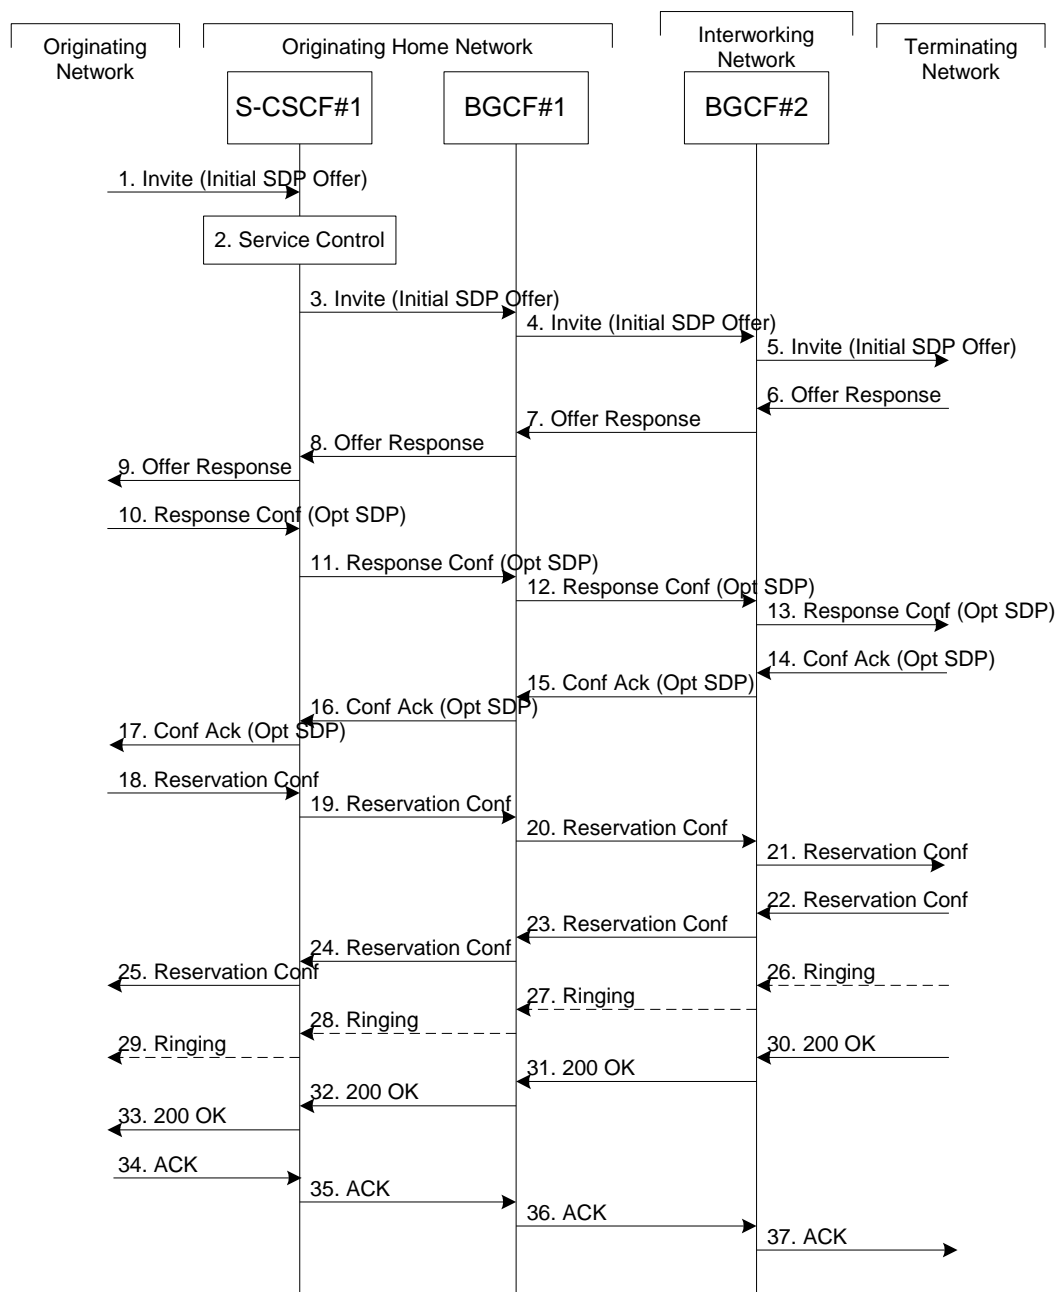 Originating
Network
Originating Home Network
Interworking
Network
Terminating
Network
S-CSCF#1
BGCF#1
BGCF#2
1. Invite (Initial SDP Offer)
2. Service Control
3. Invite (Initial SDP Offer)
4. Invite (Initial SDP Offer)
5. Invite (Initial SDP Offer)
6. Offer Response
7. Offer Response
8. Offer Response
9. Offer Response
10. Response Conf (Opt SDP)
11. Response Conf (Opt SDP)
12. Response Conf (Opt SDP)
13. Response Conf (Opt SDP)
14. Conf Ack (Opt SDP)
15. Conf Ack (Opt SDP)
16. Conf Ack (Opt SDP)
17. Conf Ack (Opt SDP)
18. Reservation Conf
19. Reservation Conf
20. Reservation Conf
21. Reservation Conf
22. Reservation Conf
23. Reservation Conf
24. Reservation Conf
25. Reservation Conf
26. Ringing
27. Ringing
28. Ringing
29. Ringing
30. 200 OK
31. 200 OK
32. 200 OK
33. 200 OK
34. ACK
35. ACK
36. ACK
37. ACK